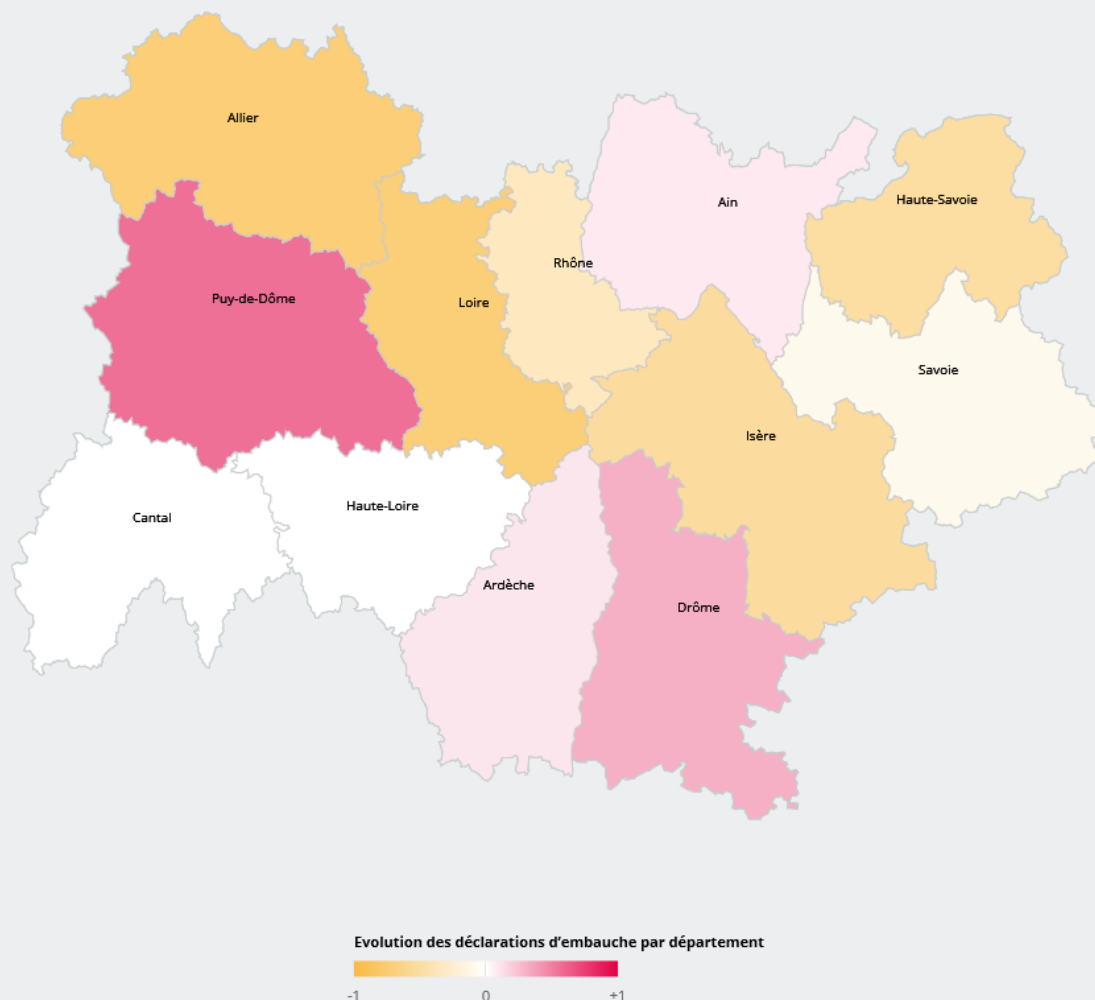 Allier
Ain
Haute-Savoie
Rhône
Puy-de-Dôme
Loire
Savoie
Isère
Haute-Loire
Cantal
Ardèche
Drôme
Evolution des déclarations d'embauche par département
-1 0 +1